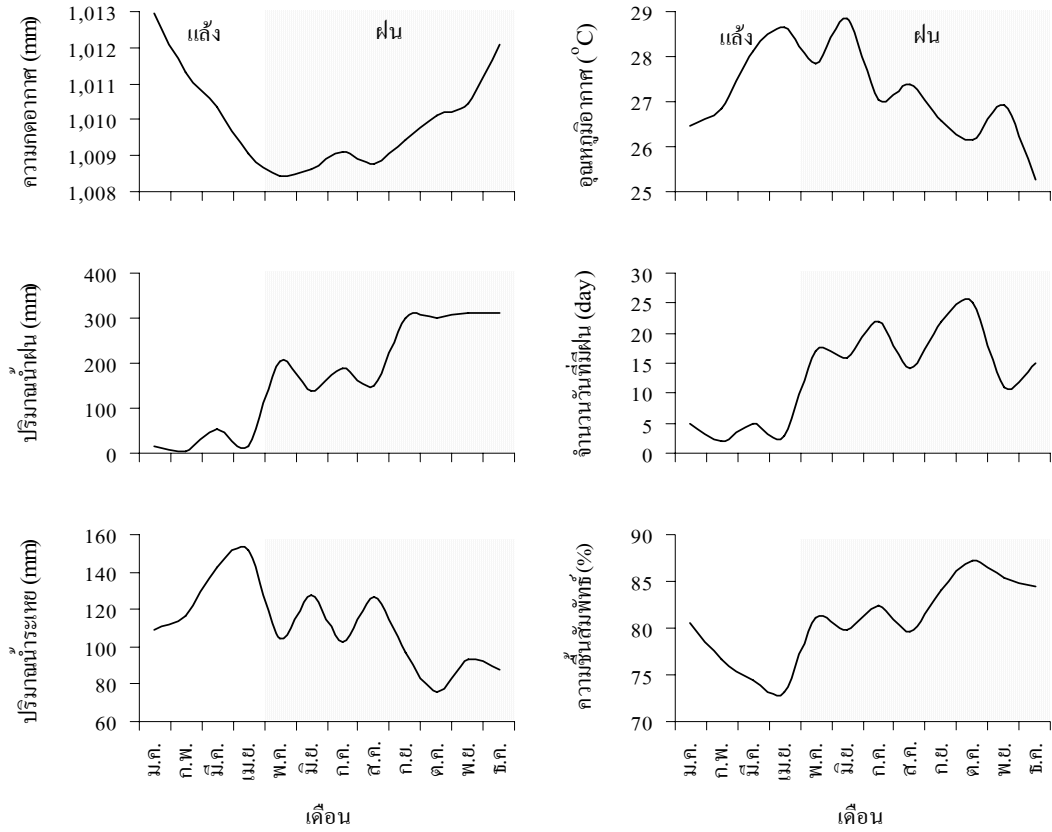 ความกดอากาศ (mm)
1,013
1,012
1,011
1,010
1,009
1,008
แล้ง
ฝน
อุณหภูมิอากาศ (°C)
29
28
27
26
25
แล้ง
ฝน
ปริมาณน้ำฝน (mm)
400
300
200
100
0
จำนวนวันที่มีฝน (day)
30
25
20
15
10
5
0
ปริมาณน้ำระเหย (mm)
160
140
120
100
80
60
ม.ค.
ก.พ.
มี.ค.
เม.ย.
พ.ค.
มิ.ย.
ก.ค.
ส.ค.
ก.ย.
ต.ค.
พ.ย.
ธ.ค.
เดือน
ความชื้นสัมพัทธ์ (%)
90
85
80
75
70
ม.ค.
ก.พ.
มี.ค.
เม.ย.
พ.ค.
มิ.ย.
ก.ค.
ส.ค.
ก.ย.
ต.ค.
พ.ย.
ธ.ค.
เดือน